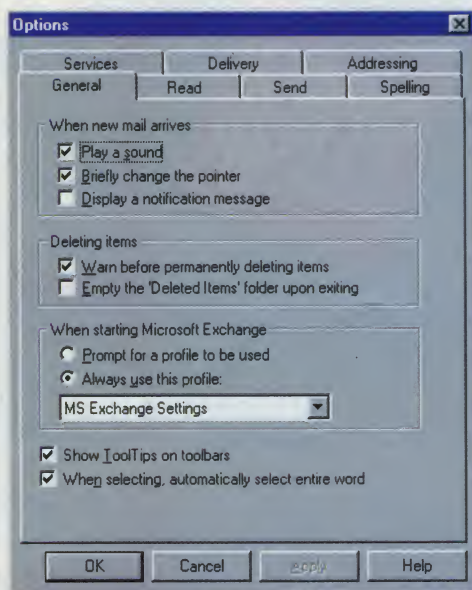 Options
Services Delivery Addressing
General Read Send Spelling
When new mail arrives
Play a sound
Briefly change the pointer
Display a notification message
Deleting items
Warn before permanently deleting items
Empty the 'Deleted Items' folder upon exiting
When starting Microsoft Exchange
Prompt for a profile to be used
Always use this profile:
MS Exchange Settings
Show ToolTips on toolbars
When selecting, automatically select entire word
OK Cancel Apply Help